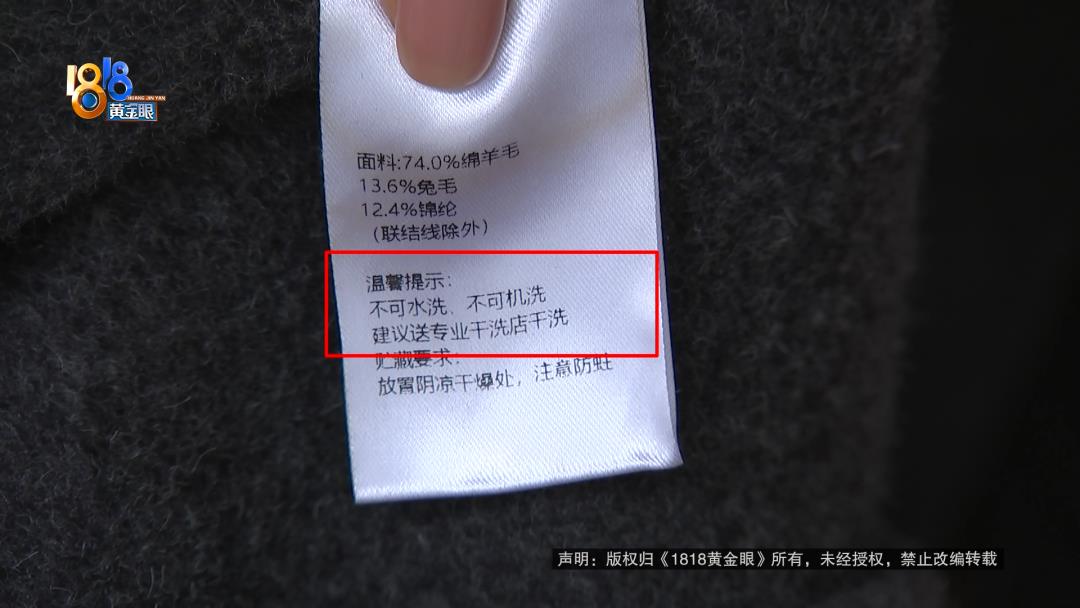 1818
HUANG JIN YAN
黄金眼
面料:74.0%绵羊毛
13.6%兔毛
12.4%锦纶
(联结线除外)
温馨提示:
不可水洗、不可机洗
建议送专业干洗店干洗
贮藏要求:
放置阴凉干燥处，注意防蛀
声明：版权归《1818黄金眼》所有，未经授权，禁止改编转载